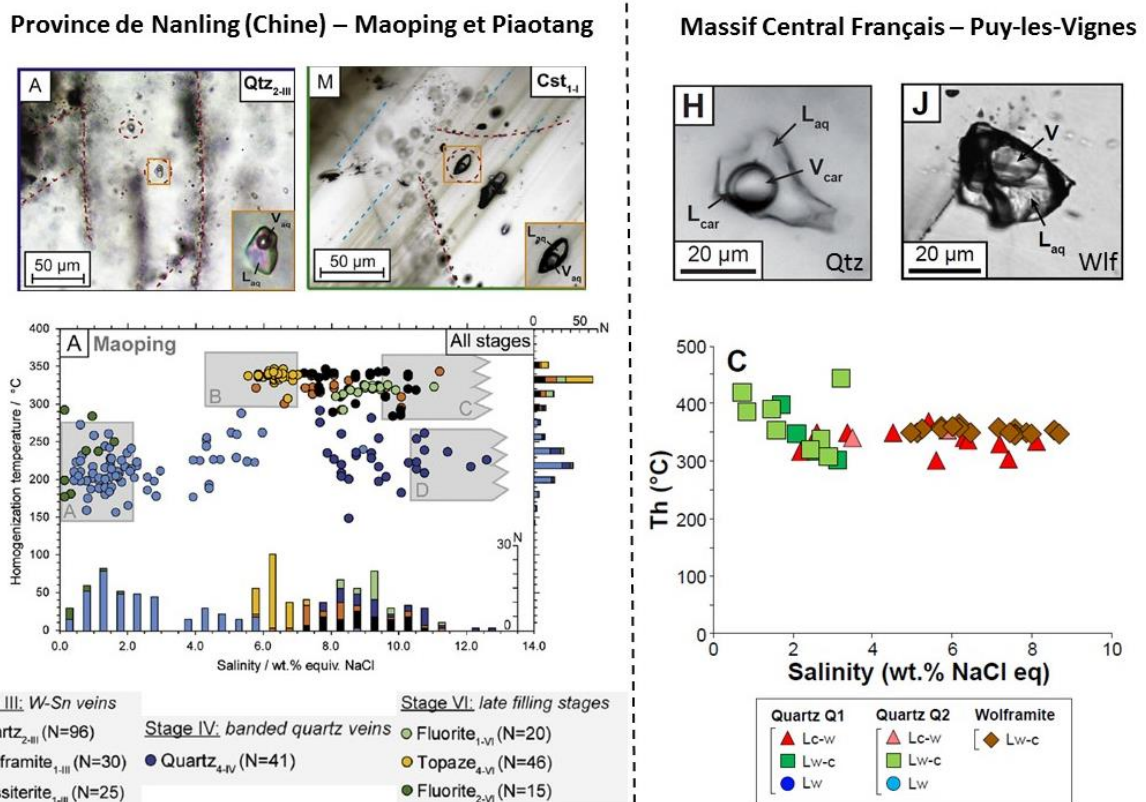 Province de Nanling (Chine) – Maoping et Piaotang
A
Qtz2-III
Vaq
Laq
50 µm
M
Cst1-I
Laq
Vaq
50 µm
A Maoping
All stages
0 50 N
Homogenization temperature / °C
400
350
300
250
200
150
100
50
0
B
C
A
D
30 N
0
0.0 2.0 4.0 6.0 8.0 10.0 12.0 14.0
Salinity / wt.% equiv. NaCl
III: W-Sn veins
(N=96)
(N=30)
(N=25)
Stage IV: banded quartz veins
Quartz4-IV (N=41)
Stage VI: late filling stages
Fluorite1-VI (N=20)
Topaze4-VI (N=46)
Fluorite2-VI (N=15)
Massif Central Français – Puy-les-Vignes
H
Laq
Vcar
Lcar
20 µm
Qtz
J
V
Laq
20 µm
Wlf
C
Th (°C)
500
400
300
200
100
0
0 2 4 6 8 10
Salinity (wt.% NaCl eq)
Quartz Q1 Quartz Q2 Wolframite
Lc-w Lc-w Lw-c
Lw-c Lw-c
Lw Lw